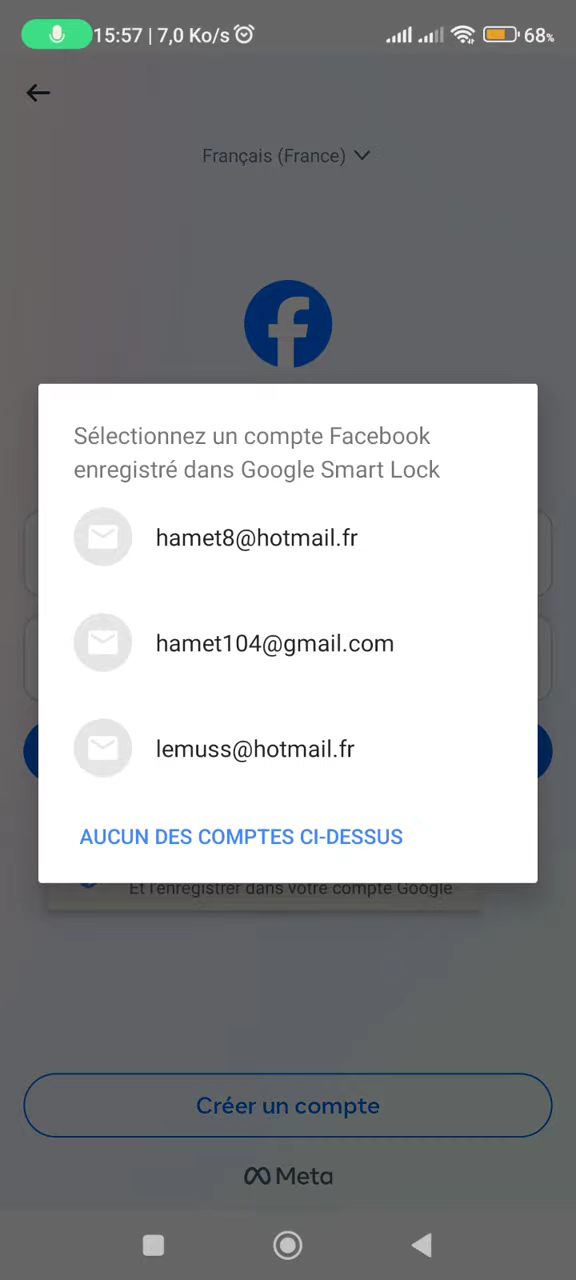 15:57 | 7,0 Ko/s 68%
Français (France)
Sélectionnez un compte Facebook
enregistré dans Google Smart Lock
hamet8@hotmail.fr
hamet104@gmail.com
lemuss@hotmail.fr
AUCUN DES COMPTES CI-DESSUS
Et l'enregistrer dans votre compte Google
Créer un compte
Meta